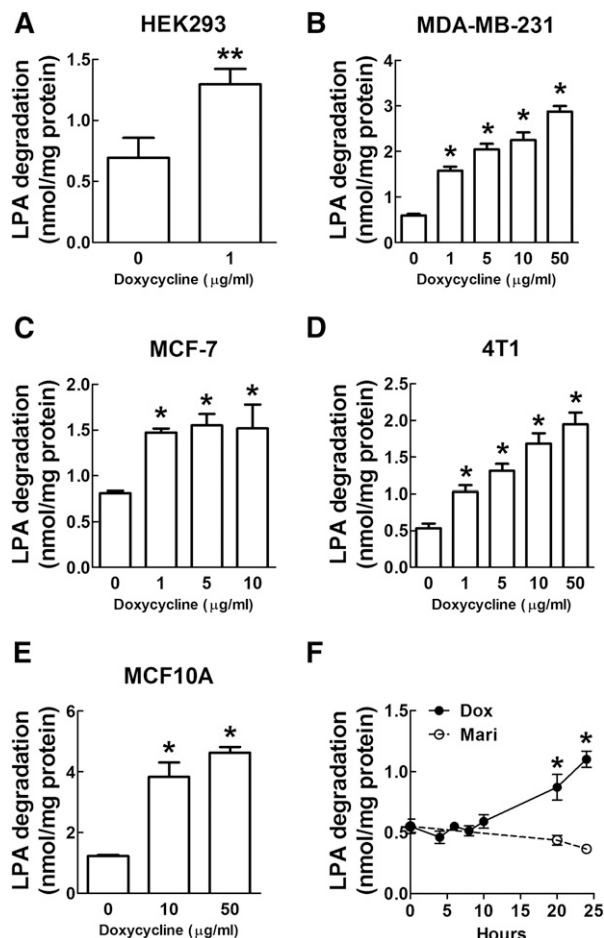 A
HEK293
LPA degradation
(nmol/mg protein)
1.5
1.0
0.5
0.0
**
0 1
Doxycycline (μg/ml)
B
MDA-MB-231
LPA degradation
(nmol/mg protein)
4
3
2
1
0
* * * *
0 1 5 10 50
Doxycycline (μg/ml)
C
MCF-7
LPA degradation
(nmol/mg protein)
2.0
1.5
1.0
0.5
0.0
* * *
0 1 5 10
Doxycycline (μg/ml)
D
4T1
LPA degradation
(nmol/mg protein)
2.5
2.0
1.5
1.0
0.5
0.0
* * * *
0 1 5 10 50
Doxycycline (μg/ml)
E
MCF10A
LPA degradation
(nmol/mg protein)
6
4
2
0
* *
0 10 50
Doxycycline (μg/ml)
F
LPA degradation
(nmol/mg protein)
1.5
1.0
0.5
0.0
Dox
Mari
* *
0 5 10 15 20 25
Hours